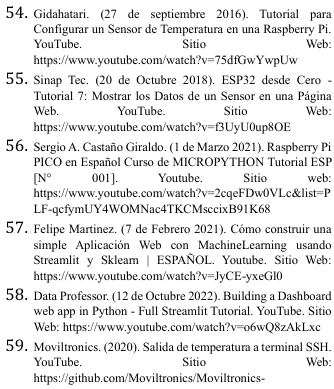 54. Gidahatari. (27 de septiembre 2016). Tutorial para
Configurar un Sensor de Temperatura en una Raspberry Pi.
YouTube. Sitio Web:
https://www.youtube.com/watch?v=75dfGwYwpUw
55. Sinap Tec. (20 de Octubre 2018). ESP32 desde Cero -
Tutorial 7: Mostrar los Datos de un Sensor en una Página
Web. YouTube. Sitio Web:
https://www.youtube.com/watch?v=f3UyU0up8OE
56. Sergio A. Castaño Giraldo. (1 de Marzo 2021). Raspberry Pi
PICO en Español Curso de MICROPYTHON Tutorial ESP
[N° 001]. Youtube. Sitio web:
https://www.youtube.com/watch?v=2cqeFDw0VLc&list=P
LF-qcfymUY4WOMNac4TKCMsccixB91K68
57. Felipe Martinez. (7 de Febrero 2021). Cómo construir una
simple Aplicación Web con MachineLearning usando
Streamlit y Sklearn | ESPAÑOL. Youtube. Sitio Web:
https://www.youtube.com/watch?v=JyCE-yxeGl0
58. Data Professor. (12 de Octubre 2022). Building a Dashboard
web app in Python - Full Streamlit Tutorial. YouTube. Sitio
Web: https://www.youtube.com/watch?v=o6wQ8zAkLxc
59. Moviltronics. (2020). Salida de temperatura a terminal SSH.
YouTube. Sitio Web:
https://github.com/Moviltronics/Moviltronics-